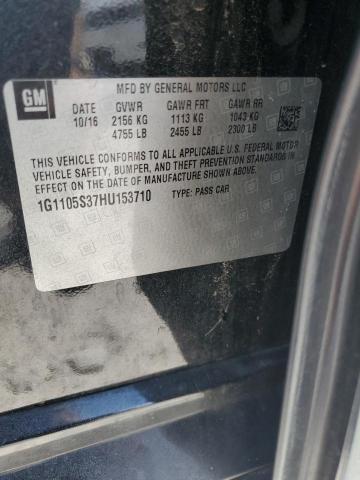 GM
MFD BY GENERAL MOTORS LLC
DATE GVWR GAWR FRT GAWR RR
10/16 2156 KG 1113 KG 1043 KG
4755 LB 2455 LB 2300 LB
THIS VEHICLE CONFORMS TO ALL APPLICABLE U.S. FEDERAL MOTOR
VEHICLE SAFETY, BUMPER, AND THEFT PREVENTION STANDARDS IN
EFFECT ON THE DATE OF MANUFACTURE SHOWN ABOVE.
1G1105S37HU153710 TYPE: PASS CAR